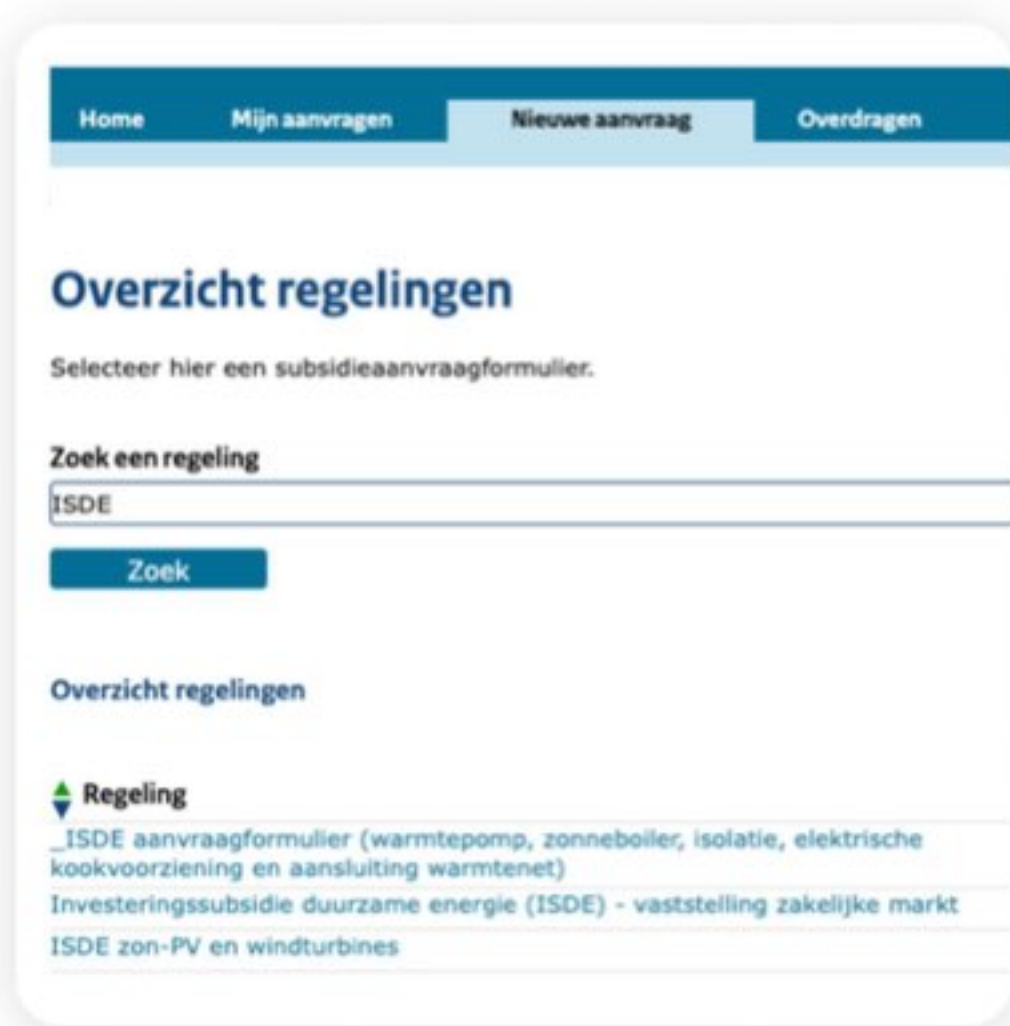 Home Mijn aanvragen Nieuwe aanvraag Overdragen
Overzicht regelingen
Selecteer hier een subsidieaanvraagformulier.
Zoek een regeling
ISDE
Zoek
Overzicht regelingen
Regeling
_ISDE aanvraagformulier (warmtepomp, zonneboiler, isolatie, elektrische
kookvoorziening en aansluiting warmtenet)
Investeringssubsidie duurzame energie (ISDE) - vaststelling zakelijke markt
ISDE zon-PV en windturbines